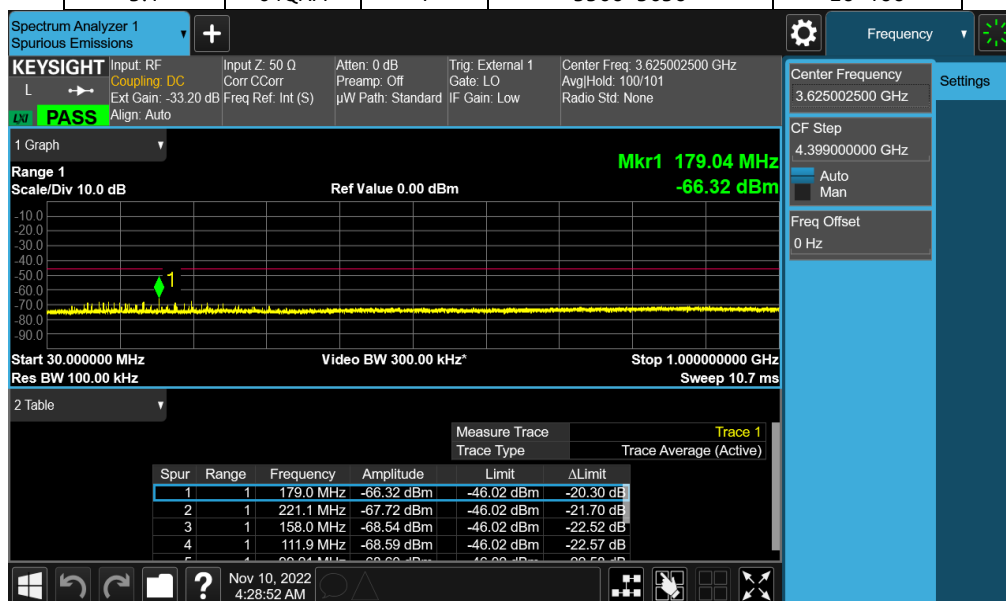 Spectrum Analyzer 1
Spurious Emissions
Frequency
KEYSIGHT
L
LXI PASS
Input: RF
Coupling: DC
Ext Gain: -33.20 dB
Align: Auto
Input Z: 50 Ω
Corr CCorr
Freq Ref: Int (S)
Atten: 0 dB
Preamp: Off
µW Path: Standard
Trig: External 1
Gate: LO
IF Gain: Low
Center Freq: 3.625002500 GHz
Avg|Hold: 100/101
Radio Std: None
Center Frequency
3.625002500 GHz
Settings
CF Step
4.399000000 GHz
Auto
Man
Freq Offset
0 Hz
1 Graph
Range 1
Scale/Div 10.0 dB
Ref Value 0.00 dBm
Mkr1 179.04 MHz
-66.32 dBm
-10.0
-20.0
-30.0
-40.0
-50.0
-60.0
-70.0
-80.0
-90.0
1
Start 30.000000 MHz
Video BW 300.00 kHz*
Stop 1.000000000 GHz
Res BW 100.00 kHz
Sweep 10.7 ms
2 Table
Measure Trace Trace 1
Trace Type Trace Average (Active)
Spur Range Frequency Amplitude Limit ΔLimit
1 1 179.0 MHz -66.32 dBm -46.02 dBm -20.30 dB
2 1 221.1 MHz -67.72 dBm -46.02 dBm -21.70 dB
3 1 158.0 MHz -68.54 dBm -46.02 dBm -22.52 dB
4 1 111.9 MHz -68.59 dBm -46.02 dBm -22.57 dB
?
Nov 10, 2022
4:28:52 AM